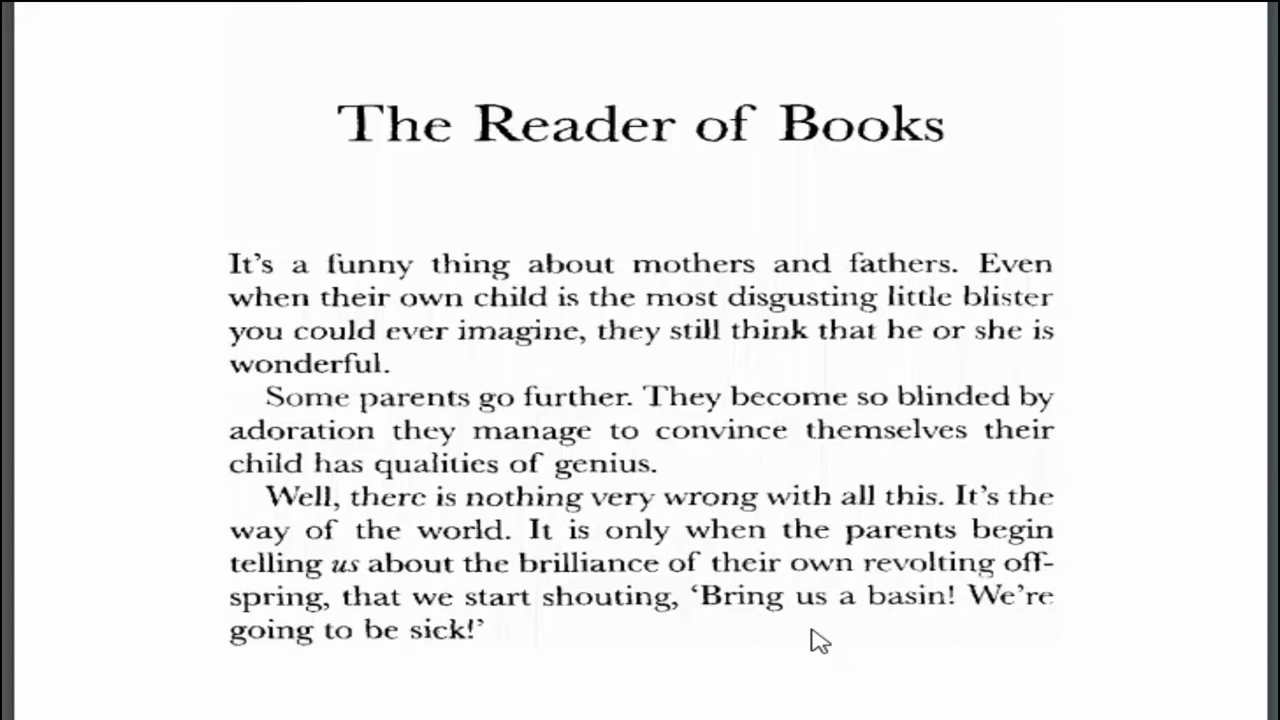 The Reader of Books
It's a funny thing about mothers and fathers. Even
when their own child is the most disgusting little blister
you could ever imagine, they still think that he or she is
wonderful.
Some parents go further. They become so blinded by
adoration they manage to convince themselves their
child has qualities of genius.
Well, there is nothing very wrong with all this. It's the
way of the world. It is only when the parents begin
telling us about the brilliance of their own revolting off-
spring, that we start shouting, ‘Bring us a basin! We're
going to be sick!’